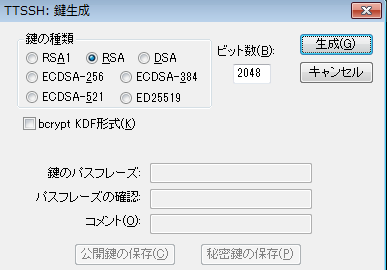 TTSSH: 鍵生成
鍵の種類
RSA1 RSA DSA
ECDSA-256 ECDSA-384
ECDSA-521 ED25519
ビット数(B):
2048
生成(G)
キャンセル
bcrypt KDF形式(K)
鍵のパスフレーズ:
パスフレーズの確認:
コメント(O):
公開鍵の保存(C) 秘密鍵の保存(P)